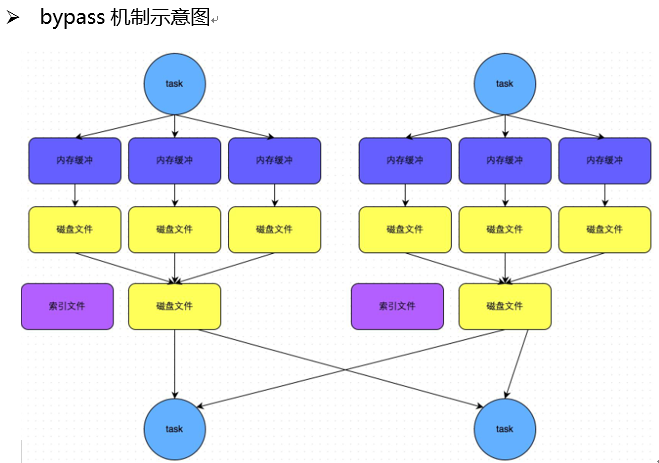 bypass 机制示意图
task task
内存缓冲 内存缓冲 内存缓冲 内存缓冲 内存缓冲 内存缓冲
磁盘文件 磁盘文件 磁盘文件 磁盘文件 磁盘文件 磁盘文件
索引文件 磁盘文件 索引文件 磁盘文件
task task